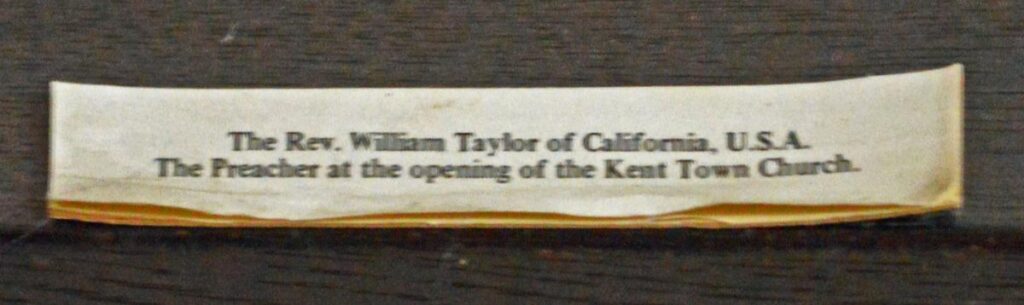 The Rev. William Taylor of California, U.S.A.
The Preacher at the opening of the Kent Town Church.